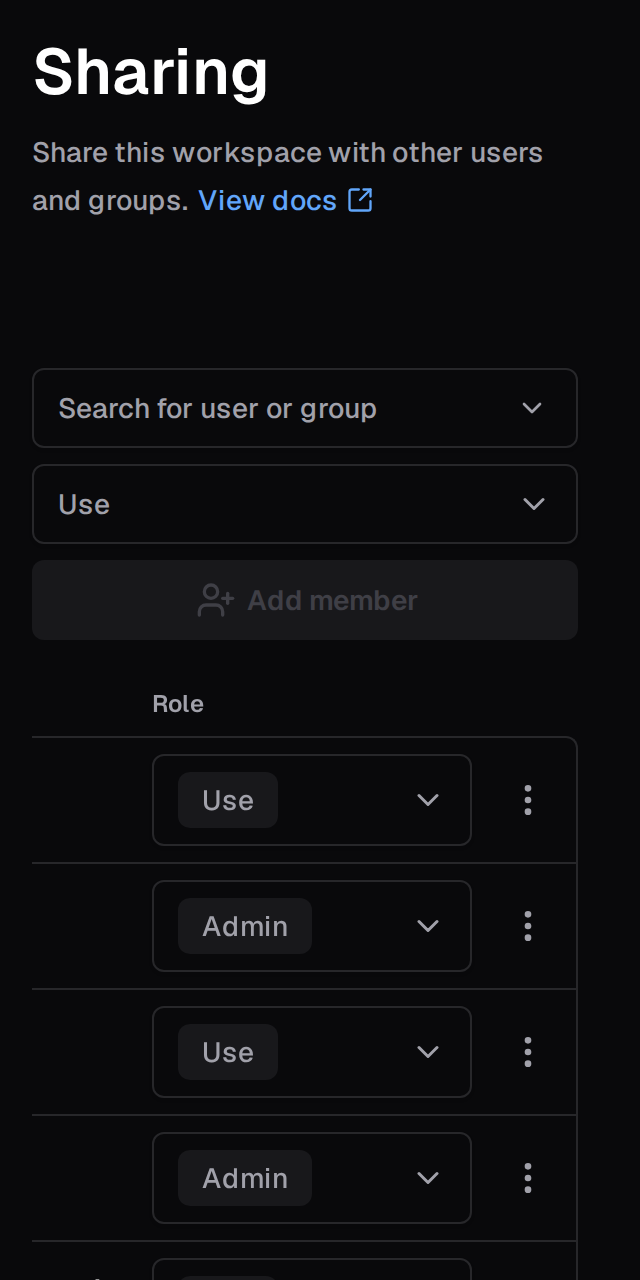 Sharing
Share this workspace with other users
and groups. View docs
Search for user or group
Use
Add member
Role
Use
Admin
Use
Admin